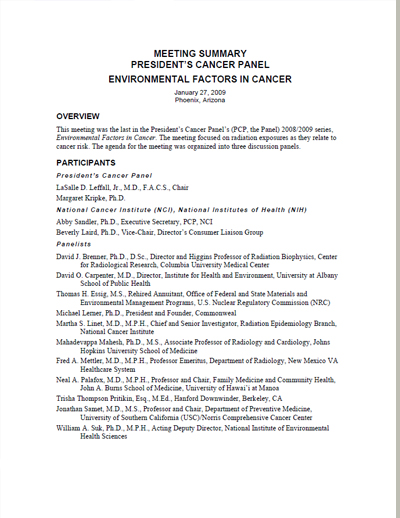 MEETING SUMMARY
PRESIDENT'S CANCER PANEL
ENVIRONMENTAL FACTORS IN CANCER
January 27, 2009
Phoenix, Arizona
OVERVIEW
This meeting was the last in the President's Cancer Panel's (PCP, the Panel) 2008/2009 series,
Environmental Factors in Cancer. The meeting focused on radiation exposures as they relate to
cancer risk. The agenda for the meeting was organized into three discussion panels.
PARTICIPANTS
President's Cancer Panel
LaSalle D. Leffall, Jr., M.D., F.A.C.S., Chair
Margaret Kripke, Ph.D.
National Cancer Institute (NCI), National Institutes of Health (NIH)
Abby Sandler, Ph.D., Executive Secretary, PCP, NCI
Beverly Laird, Ph.D., Vice-Chair, Director's Consumer Liaison Group
Panelists
David J. Brenner, Ph.D., D.Sc., Director and Higgins Professor of Radiation Biophysics, Center
for Radiological Research, Columbia University Medical Center
David O. Carpenter, M.D., Director, Institute for Health and Environment, University at Albany
School of Public Health
Thomas H. Essig, M.S., Rehired Annuitant, Office of Federal and State Materials and
Environmental Management Programs, U.S. Nuclear Regulatory Commission (NRC)
Michael Lerner, Ph.D., President and Founder, Commonweal
Martha S. Linet, M.D., M.P.H., Chief and Senior Investigator, Radiation Epidemiology Branch,
National Cancer Institute
Mahadevappa Mahesh, Ph.D., M.S., Associate Professor of Radiology and Cardiology, Johns
Hopkins University School of Medicine
Fred A. Mettler, M.D., M.P.H., Professor Emeritus, Department of Radiology, New Mexico VA
Healthcare System
Neal A. Palafox, M.D., M.P.H., Professor and Chair, Family Medicine and Community Health,
John A. Burns School of Medicine, University of Hawai'i at Manoa
Trisha Thompson Pritikin, Esq., M.Ed., Hanford Downwinder, Berkeley, CA
Jonathan Samet, M.D., M.S., Professor and Chair, Department of Preventive Medicine,
University of Southern California (USC)/Norris Comprehensive Cancer Center
William A. Suk, Ph.D., M.P.H., Acting Deputy Director, National Institute of Environmental
Health Sciences